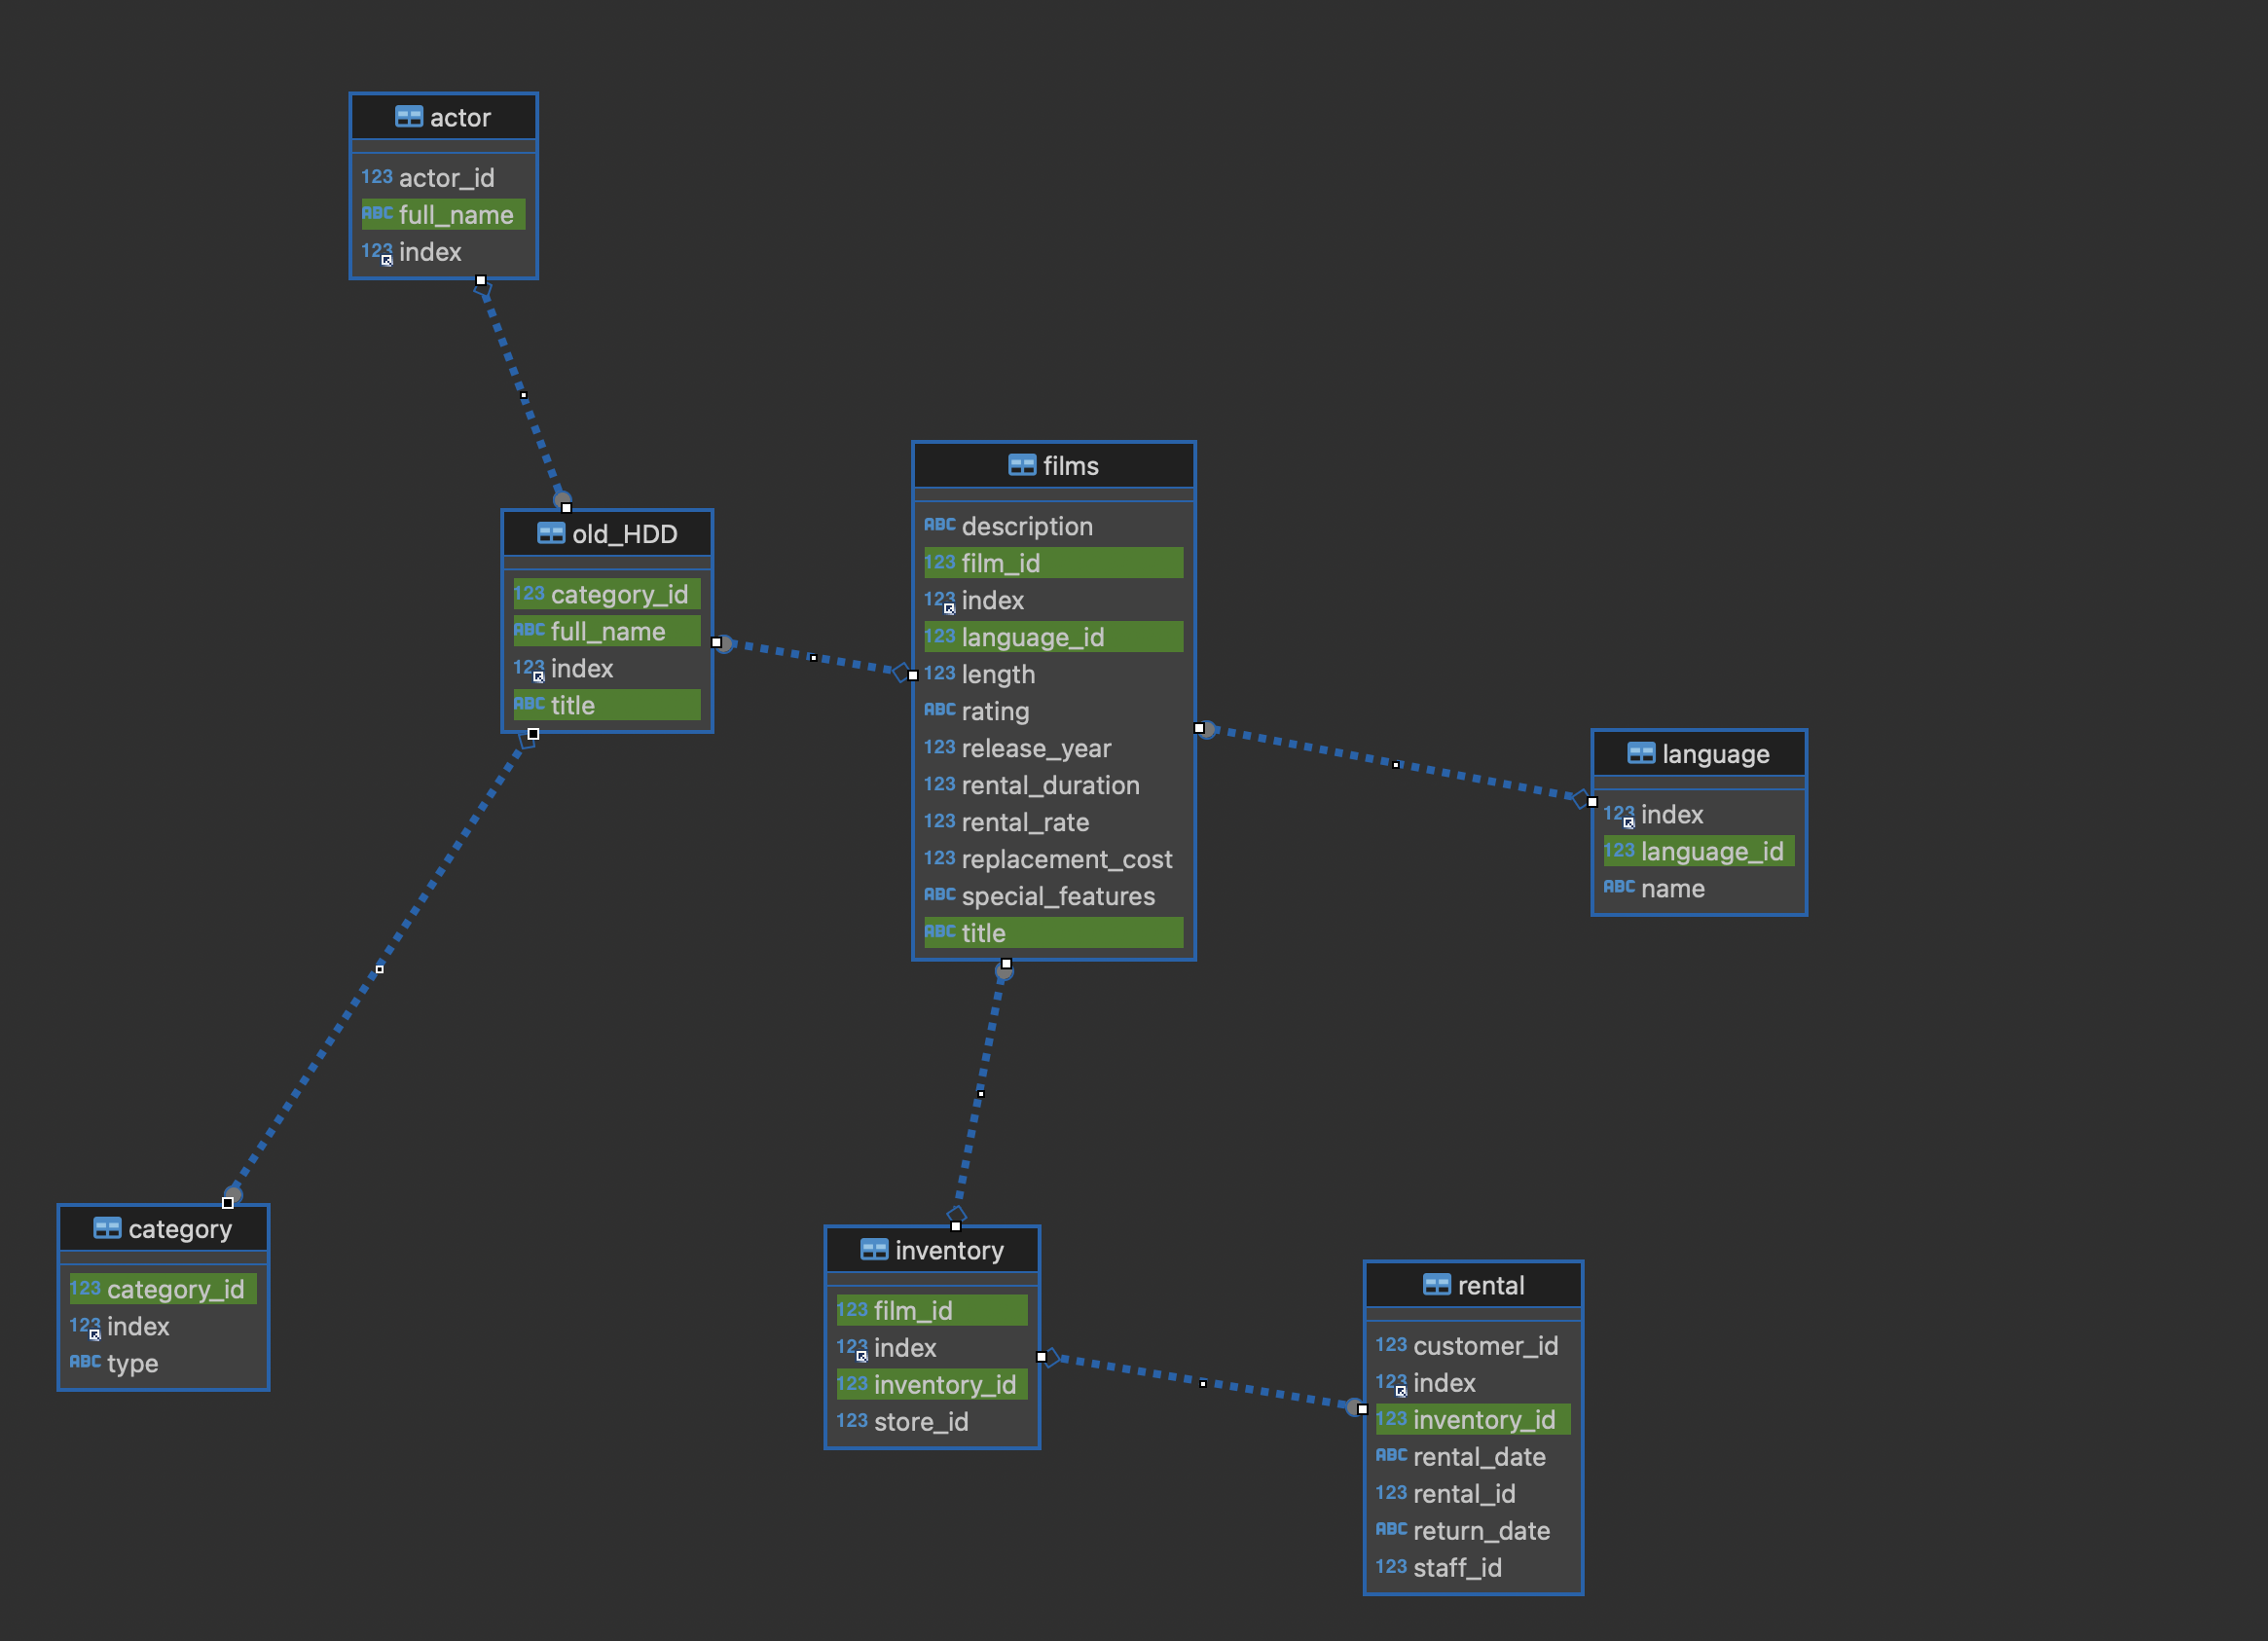 actor
123 actor_id
ABC full_name
123 index
old_HDD
123 category_id
ABC full_name
123 index
ABC title
films
ABC description
123 film_id
123 index
123 language_id
123 length
ABC rating
123 release_year
123 rental_duration
123 rental_rate
123 replacement_cost
ABC special_features
ABC title
language
123 index
123 language_id
ABC name
category
123 category_id
123 index
ABC type
inventory
123 film_id
123 index
123 inventory_id
123 store_id
rental
123 customer_id
123 index
123 inventory_id
ABC rental_date
123 rental_id
ABC return_date
123 staff_id